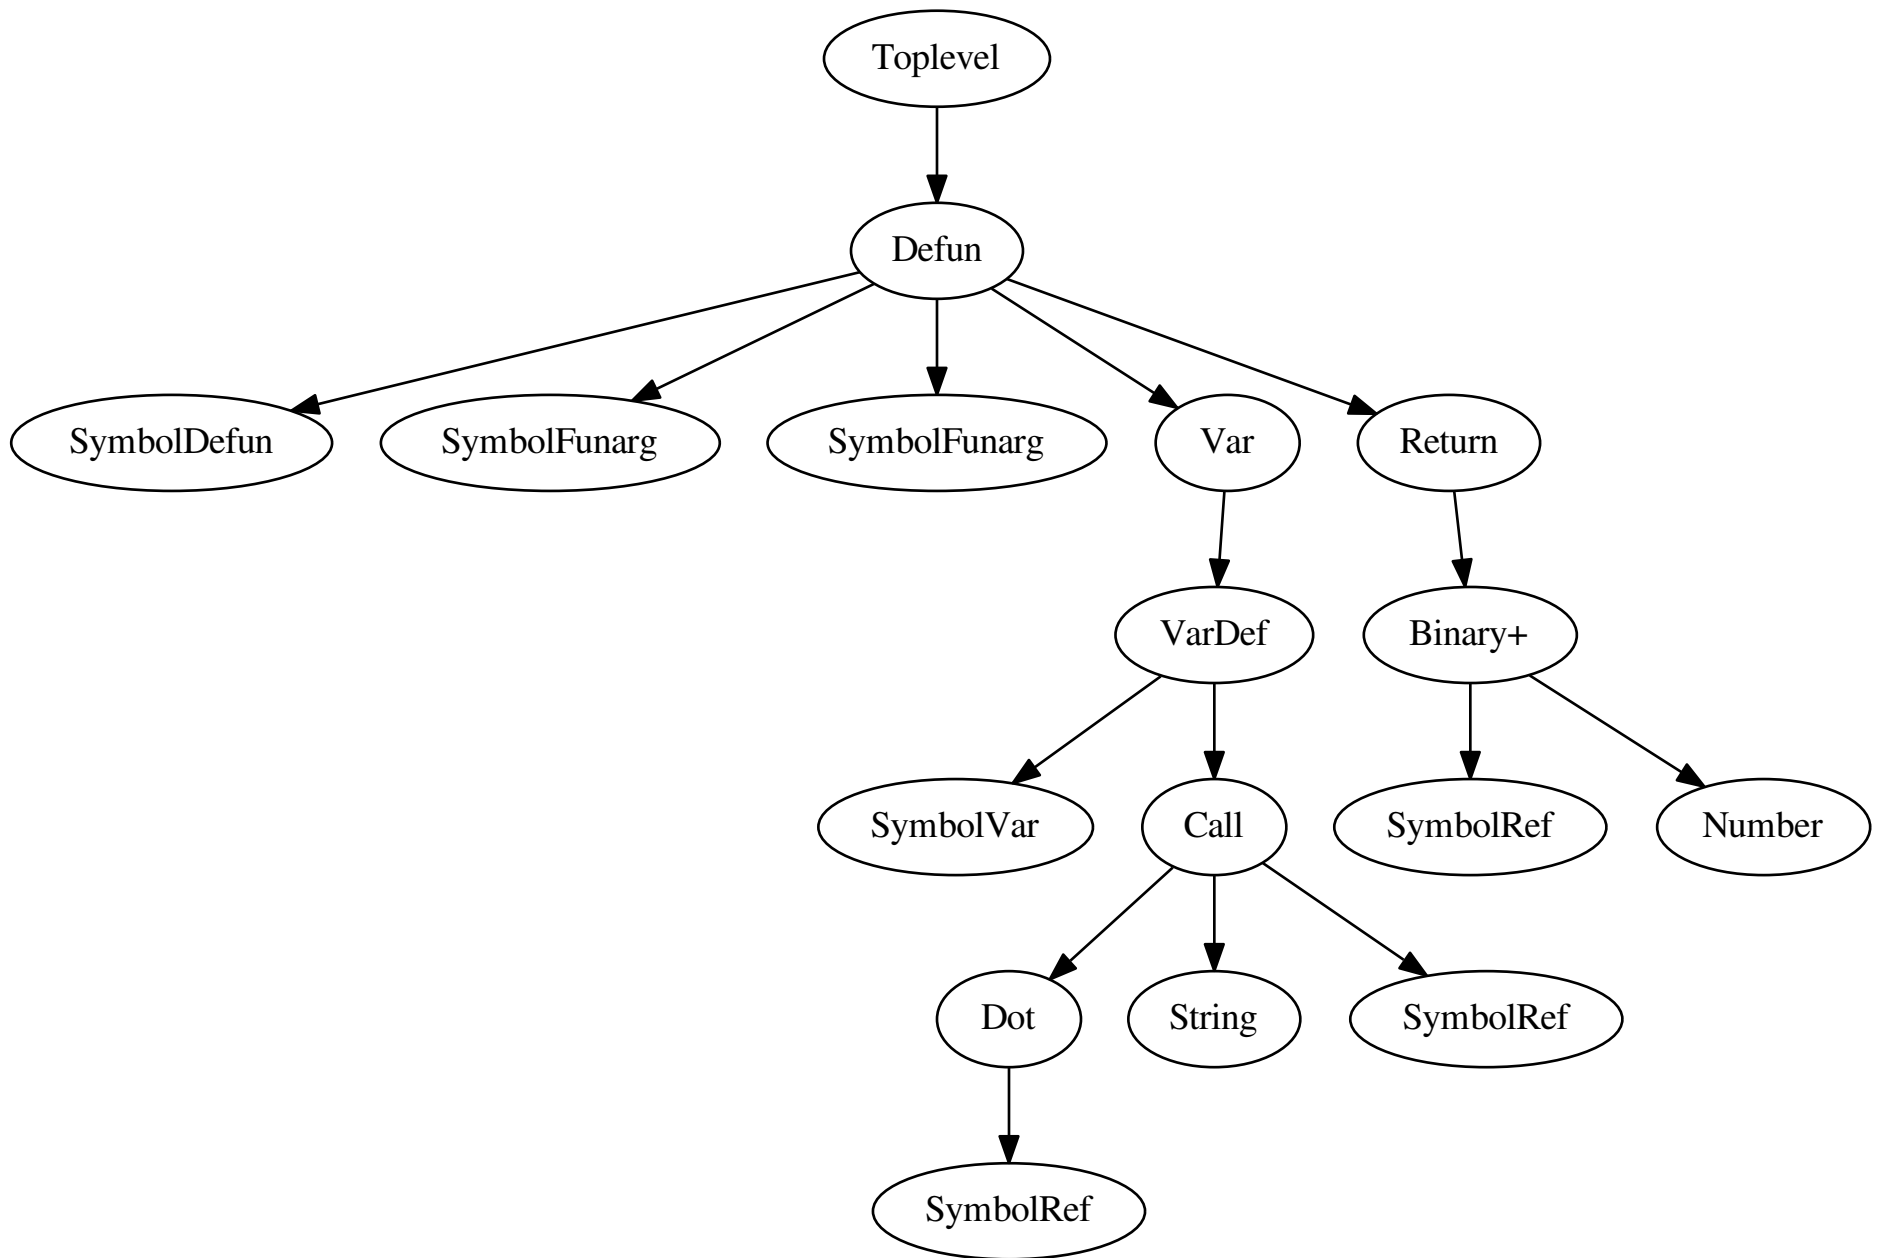 Toplevel
Defun
SymbolDefun
SymbolFunarg
SymbolFunarg
Var
Return
VarDef
Binary+
SymbolVar
Call
SymbolRef
Number
Dot
String
SymbolRef
SymbolRef